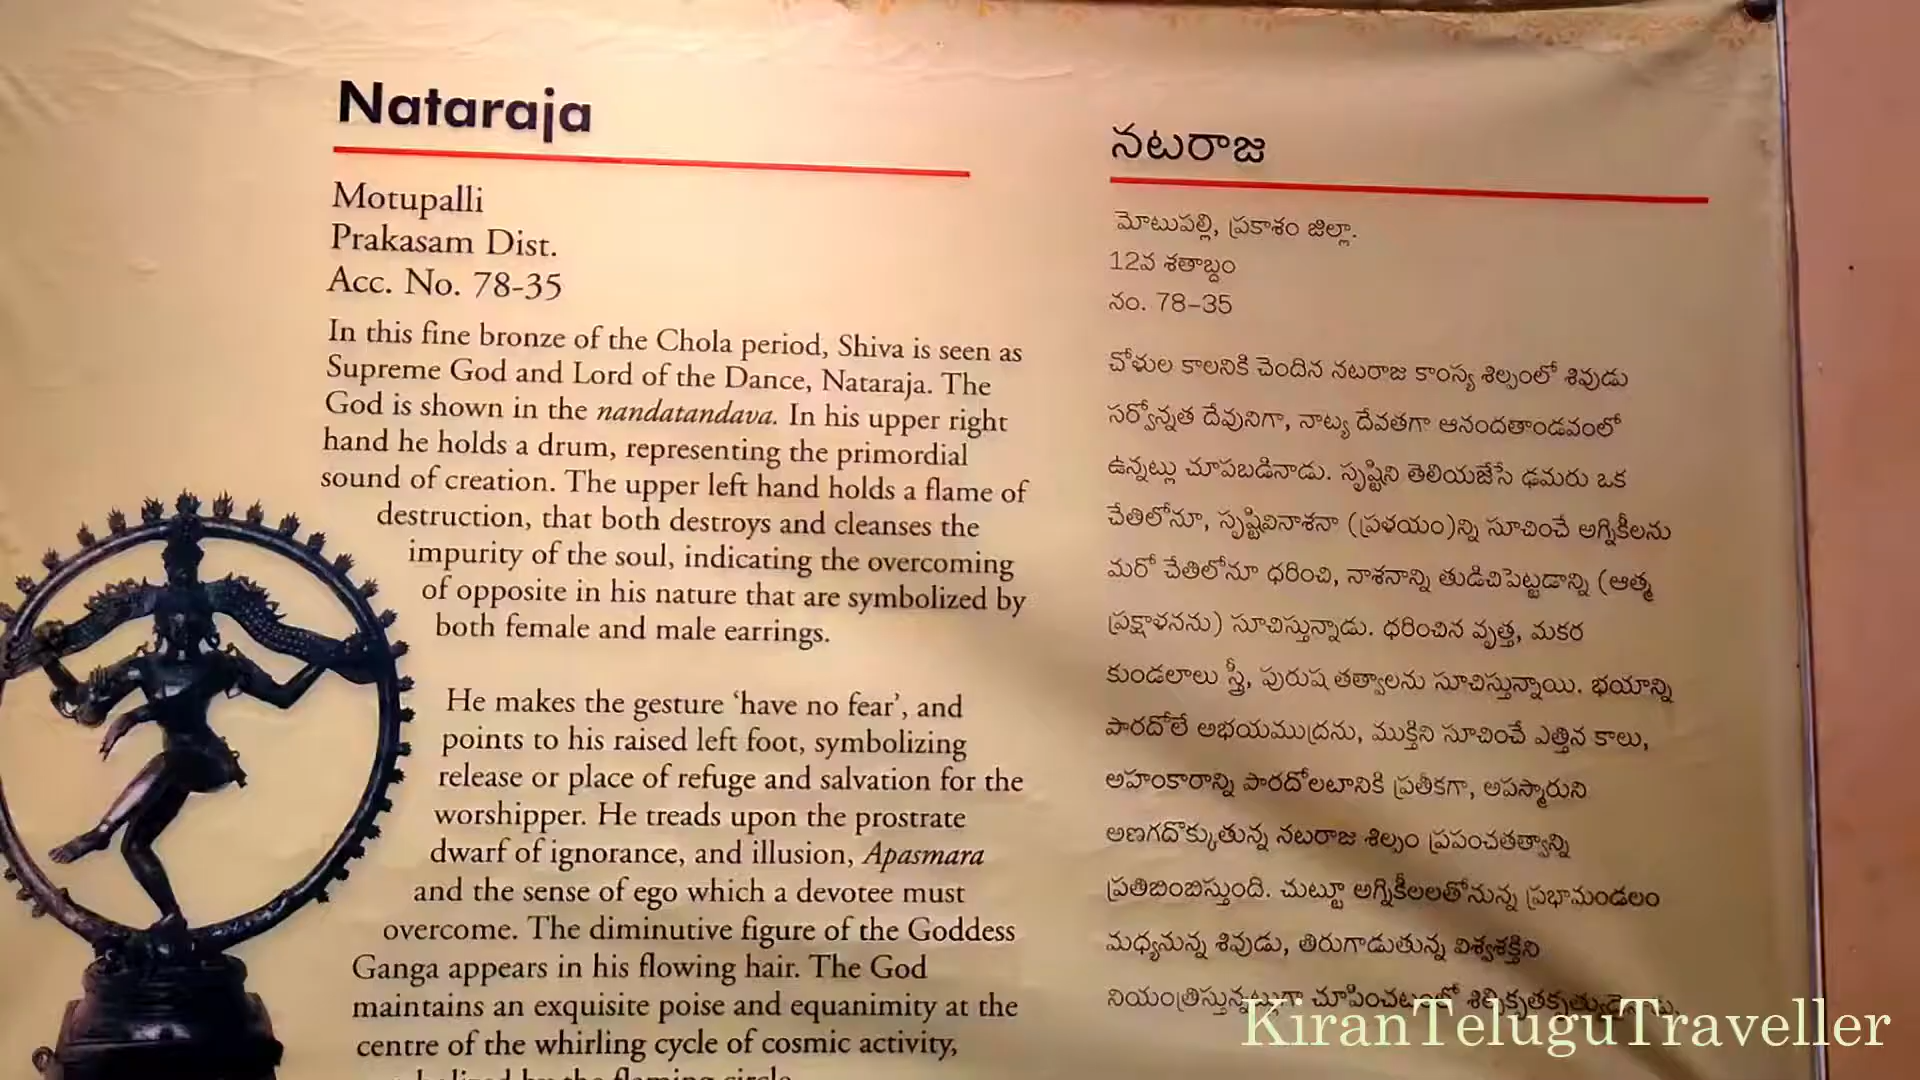 Nataraja
Motupalli
Prakasam Dist.
Acc. No. 78-35
In this fine bronze of the Chola period, Shiva is seen as
Supreme God and Lord of the Dance, Nataraja. The
God is shown in the nandatandava. In his upper right
hand he holds a drum, representing the primordial
sound of creation. The upper left hand holds a flame of
destruction, that both destroys and cleanses the
impurity of the soul, indicating the overcoming
of opposite in his nature that are symbolized by
both female and male earrings.
He makes the gesture ‘have no fear’, and
points to his raised left foot, symbolizing
release or place of refuge and salvation for the
worshipper. He treads upon the prostrate
dwarf of ignorance, and illusion, Apasmara
and the sense of ego which a devotee must
overcome. The diminutive figure of the Goddess
Ganga appears in his flowing hair. The God
maintains an exquisite poise and equanimity at the
centre of the whirling cycle of cosmic activity,
by the flaming circle
నటరాజ
మోటుపల్లి, ప్రకాశం జిల్లా.
12వ శతాబ్దం
నం. 78-35
చోళుల కాలనికి చెందిన నటరాజ కాంస్య శిల్పంలో శివుడు
సర్వోన్నత దేవునిగా, నాట్య దేవతగా ఆనందతాండవంలో
ఉన్నట్లు చూపబడినాడు. సృష్టిని తెలియజేసే ఢమరు ఒక
చేతిలోనూ, సృష్టివినాశనా (ప్రళయం)న్ని సూచించే అగ్నికీలను
మరో చేతిలోనూ ధరించి, నాశనాన్ని తుడిచిపెట్టడాన్ని (ఆత్మ
ప్రక్షాళనను) సూచిస్తున్నాడు. ధరించిన వృత్త, మకర
కుండలాలు స్త్రీ, పురుష తత్వాలను సూచిస్తున్నాయి. భయాన్ని
పారదోలే అభయముద్రను, ముక్తిని సూచించే ఎత్తిన కాలు,
అహంకారాన్ని పారదోలటానికి ప్రతీకగా, అపస్మారుని
అణగదొక్కుతున్న నటరాజ శిల్పం ప్రపంచతత్వాన్ని
ప్రతిబింబిస్తుంది. చుట్టూ అగ్నికీలలతోనున్న ప్రభామండలం
మధ్యనున్న శివుడు, తిరుగాడుతున్న విశ్వశక్తిని
నియంత్రిస్తున్నట్లుగా చూపించటంలో
KiranTeluguTraveller